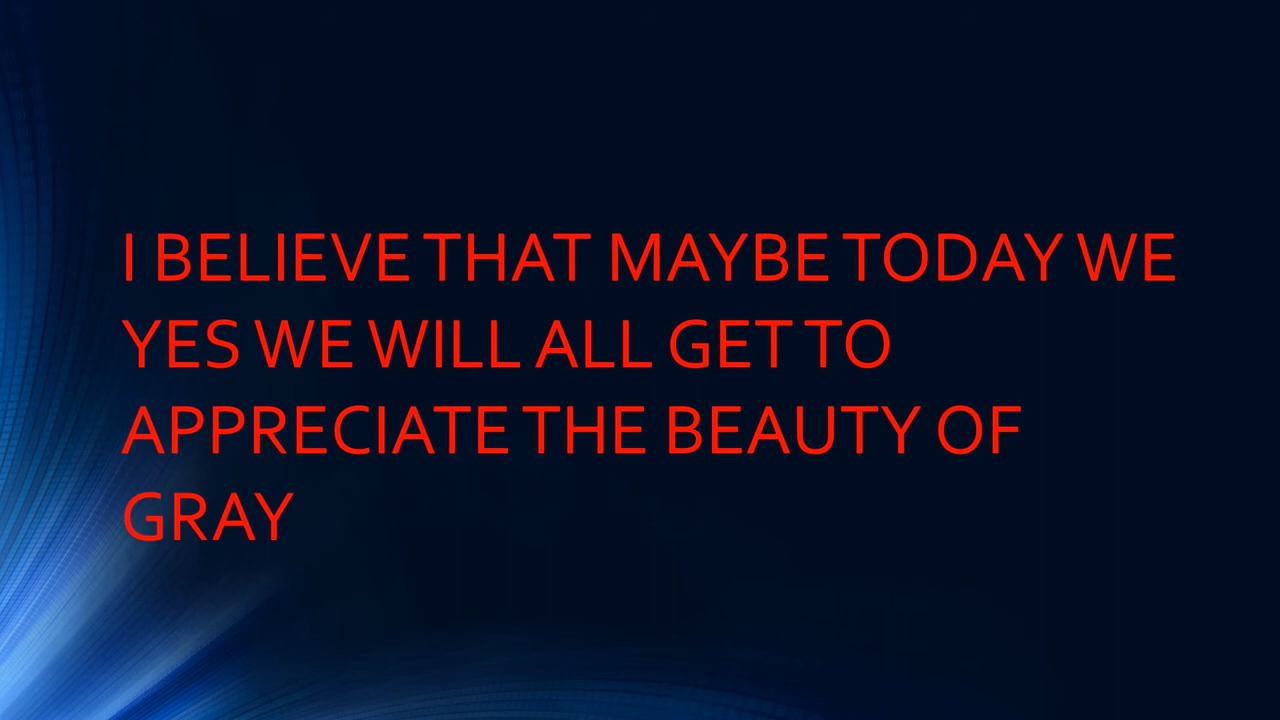 I BELIEVE THAT MAYBE TODAY WE
YES WE WILL ALL GET TO
APPRECIATE THE BEAUTY OF
GRAY